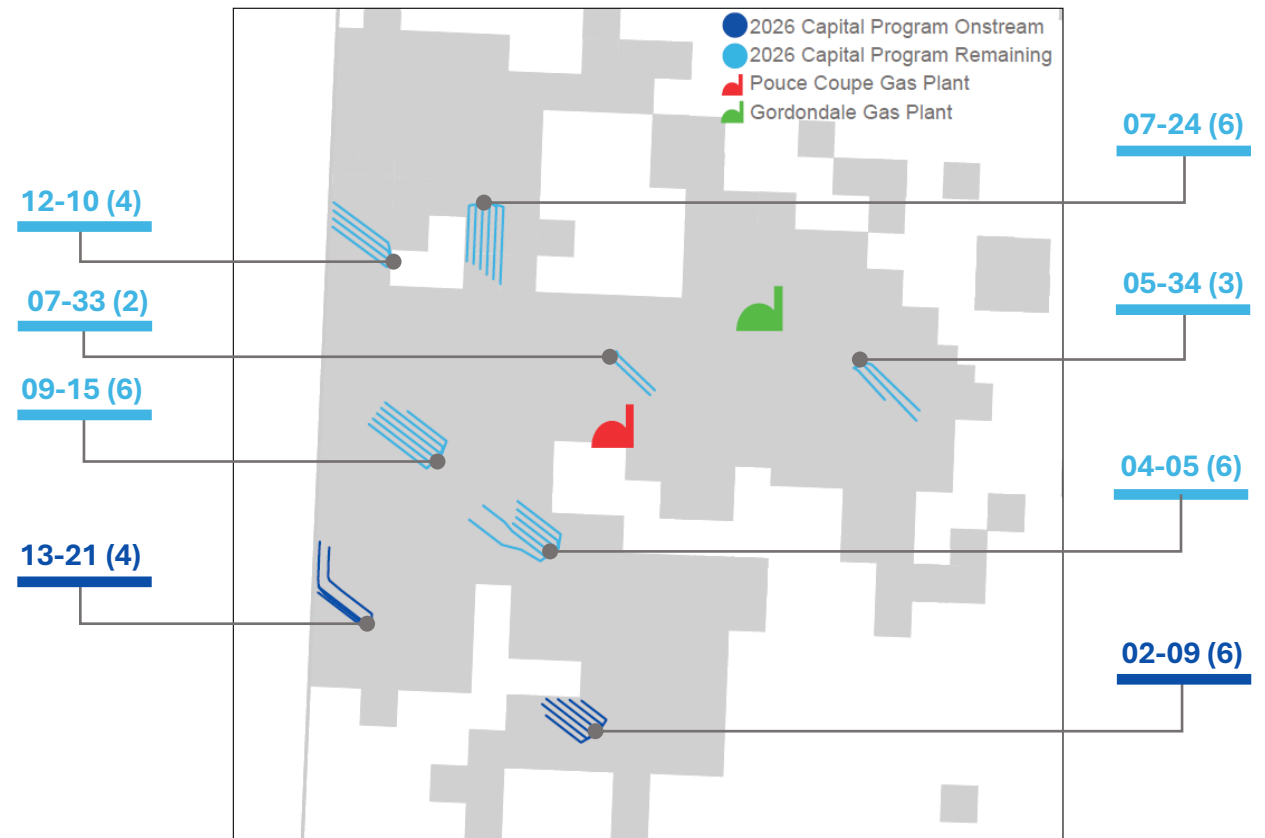 2026 Capital Program Onstream
2026 Capital Program Remaining
Pouce Coupe Gas Plant
Gordondale Gas Plant
07-24 (6)
12-10 (4)
05-34 (3)
07-33 (2)
09-15 (6)
04-05 (6)
13-21 (4)
02-09 (6)